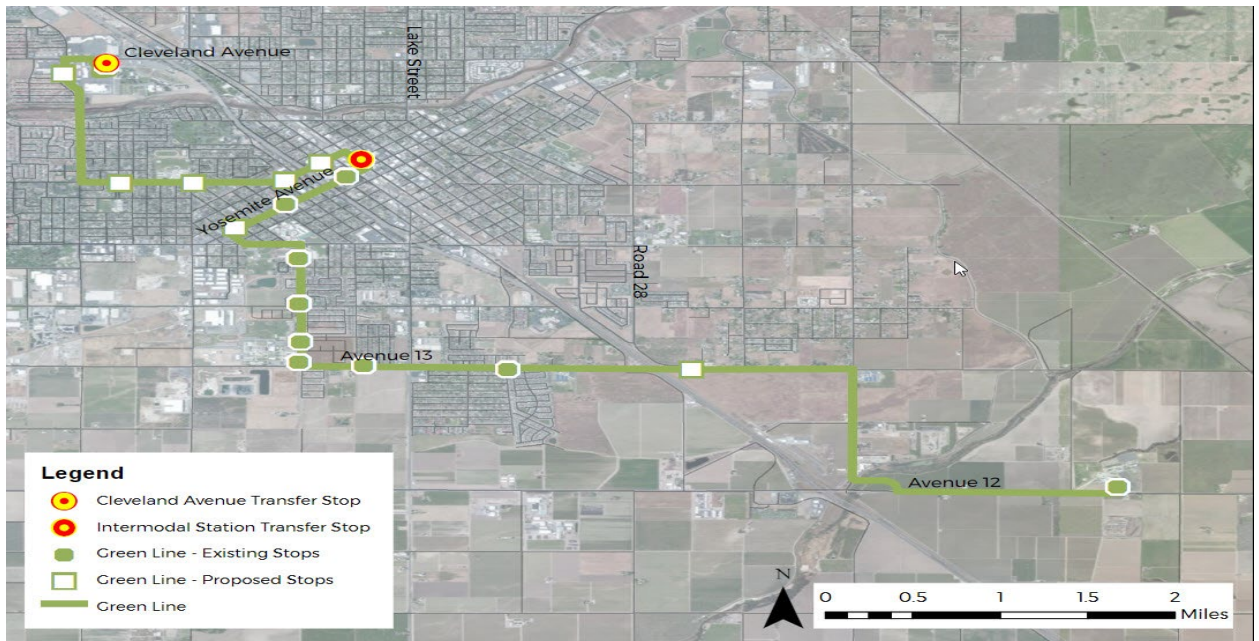 Cleveland Avenue
Lake Street
Yosemite Avenue
Road 28
Avenue 13
Avenue 12
Legend
Cleveland Avenue Transfer Stop
Intermodal Station Transfer Stop
Green Line - Existing Stops
Green Line - Proposed Stops
Green Line
N
0 0.5 1 1.5 2
Miles